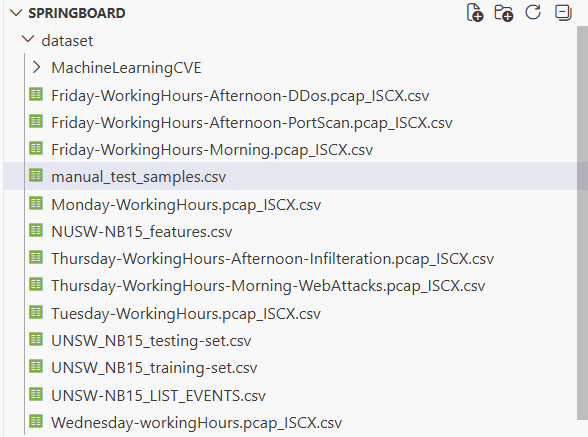 SPRINGBOARD
dataset
MachineLearningCVE
Friday-WorkingHours-Afternoon-DDos.pcap_ISCX.csv
Friday-WorkingHours-Afternoon-PortScan.pcap_ISCX.csv
Friday-WorkingHours-Morning.pcap_ISCX.csv
manual_test_samples.csv
Monday-WorkingHours.pcap_ISCX.csv
NUSW-NB15_features.csv
Thursday-WorkingHours-Afternoon-Infilteration.pcap_ISCX.csv
Thursday-WorkingHours-Morning-WebAttacks.pcap_ISCX.csv
Tuesday-WorkingHours.pcap_ISCX.csv
UNSW_NB15_testing-set.csv
UNSW_NB15_training-set.csv
UNSW-NB15_LIST_EVENTS.csv
Wednesday-workingHours.pcap_ISCX.csv